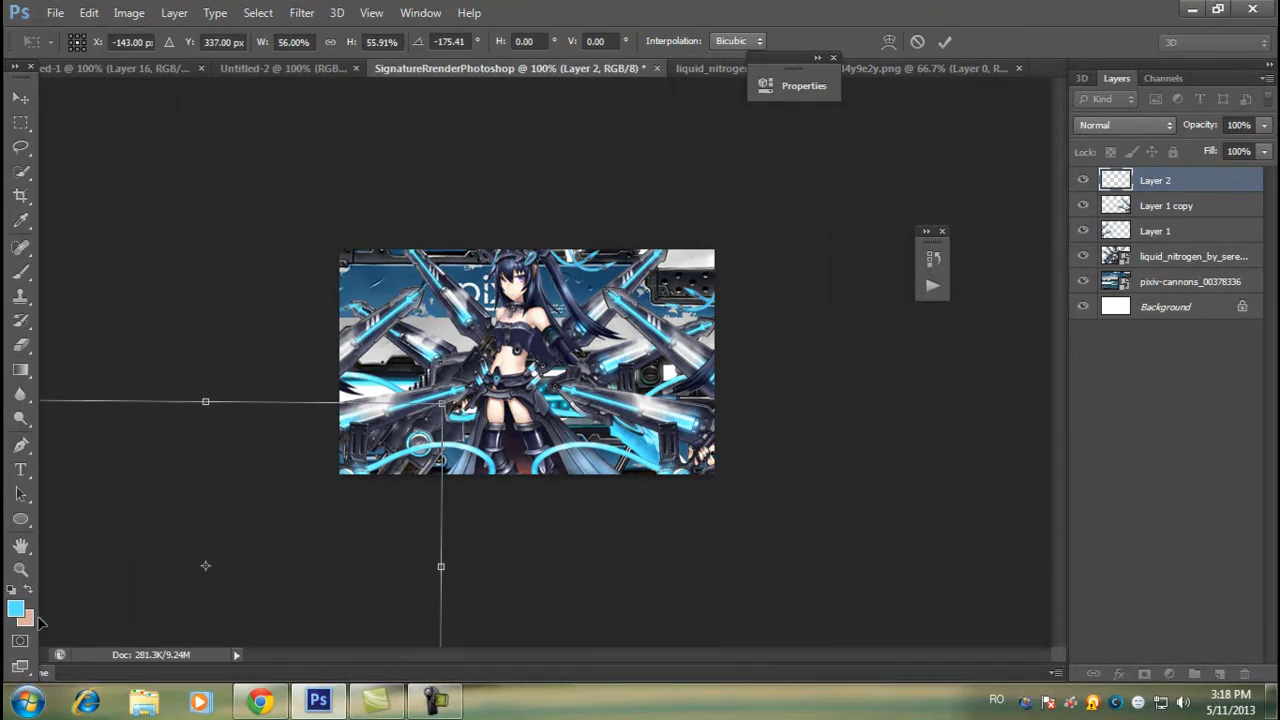 Ps File Edit Image Layer Type Select Filter 3D View Window Help
X: -143.00 px Y: 337.00 px W: 56.00% H: 55.91% -175.41 ° H: 0.00 ° V: 0.00 ° Interpolation: Bicubic 3D
ed-1 @ 100% (Layer 16, RGB/... × Untitled-2 @ 100% (RGB... × SignatureRrenderPhotoshop @ 100% (Layer 2, RGB/8) * × liquid_nitrogen 4y9e2y.png @ 66.7% (Layer 0, R... ×
Properties
3D Layers Channels
Kind
Normal Opacity: 100%
Lock: Fill: 100%
Layer 2
Layer 1 copy
Layer 1
liquid_nitrogen_by_sere...
pixiv-cannons_00378336
Background
Doc: 281.3K/9.24M
Ps
RO
3:18 PM
5/11/2013